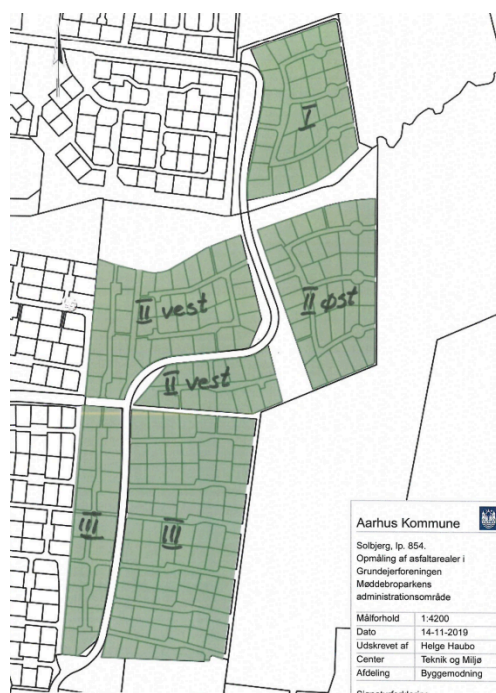 I
II vest
II øst
II vest
III
III
Aarhus Kommune
Solbjerg, lp. 854.
Opmåling af asfaltarealer i
Grundejerforeningen
Møddebroparkens
administrationsområde
Målforhold 1:4200
Dato 14-11-2019
Udskrevet af Helge Haubo
Center Teknik og Miljø
Afdeling Byggemodning